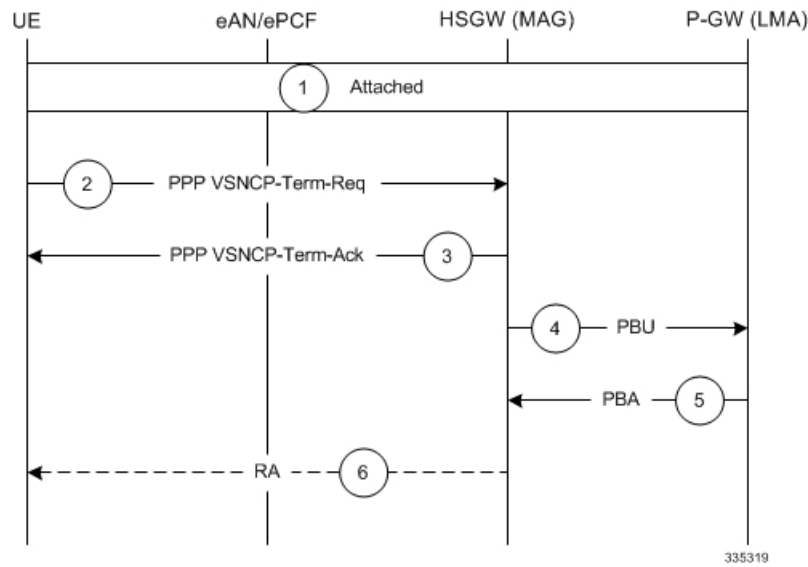 UE
eAN/ePCF
HSGW (MAG)
P-GW (LMA)
1
Attached
2
PPP VSNCP-Term-Req
PPP VSNCP-Term-Ack
3
4
PBU
PBA
5
RA
6
335319